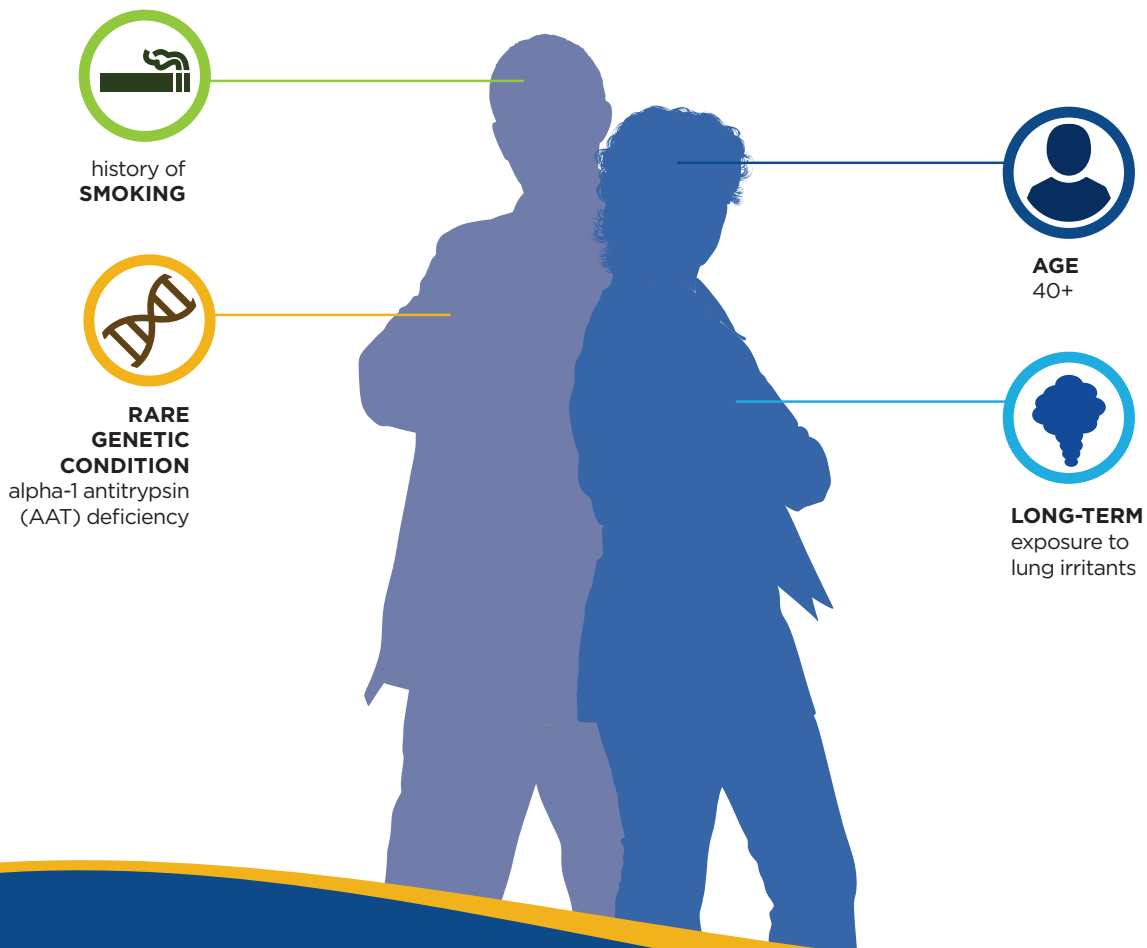 history of
SMOKING
RARE
GENETIC
CONDITION
alpha-1 antitrypsin
(AAT) deficiency
AGE
40+
LONG-TERM
exposure to
lung irritants